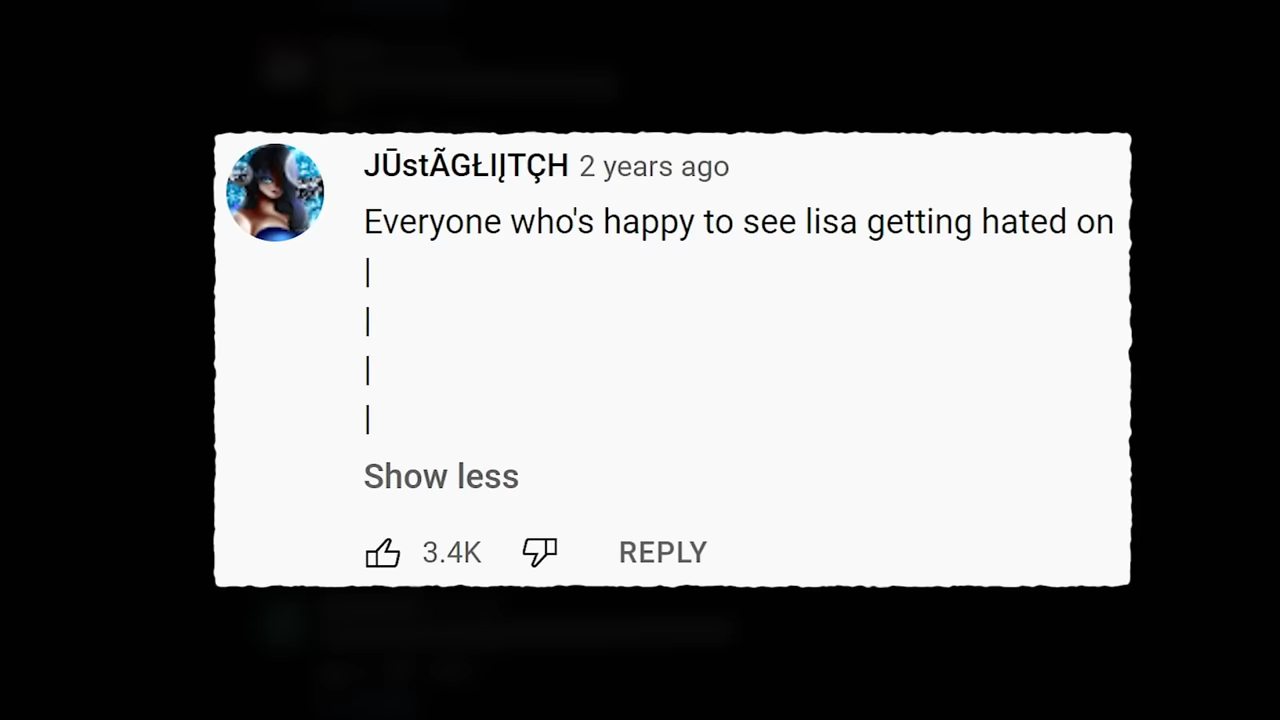 JŪstÃGŁIĮTÇH 2 years ago
Everyone who's happy to see lisa getting hated on
|
|
|
|
Show less
3.4K REPLY